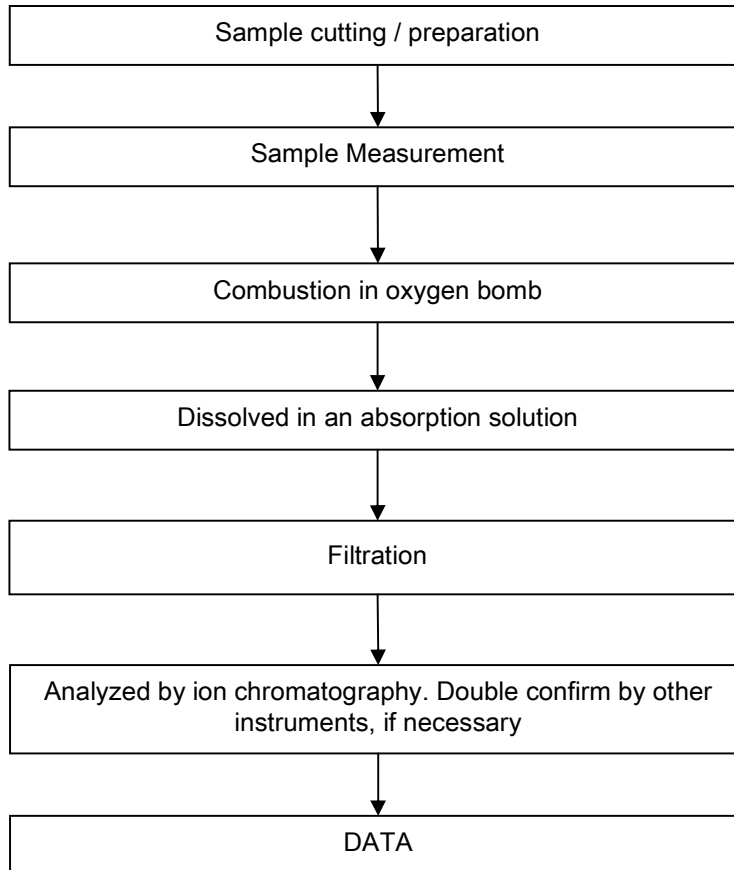 Sample cutting / preparation
Sample Measurement
Combustion in oxygen bomb
Dissolved in an absorption solution
Filtration
Analyzed by ion chromatography. Double confirm by other
instruments, if necessary
DATA